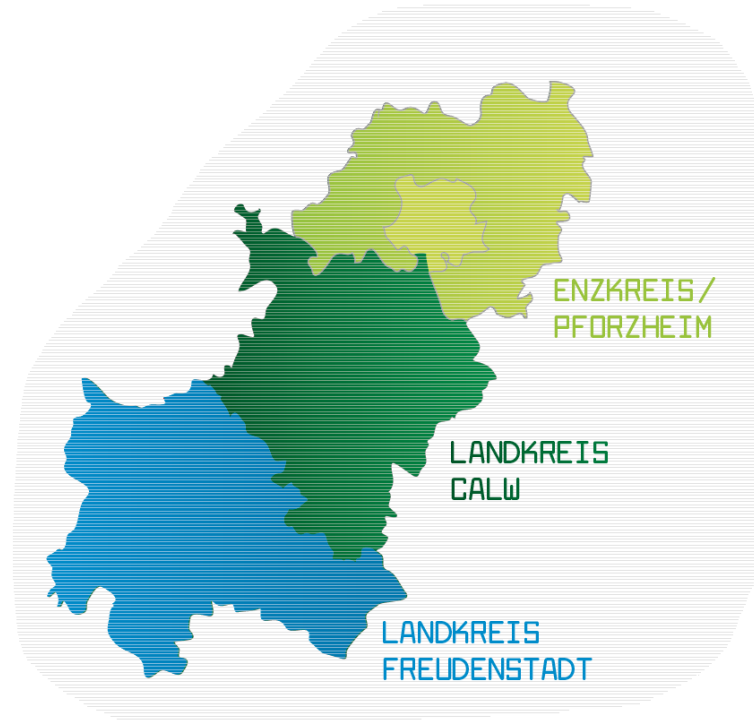 ENZKREIS/
PFORZHEIM
LANDKREIS
CALW
LANDKREIS
FREUDENSTADT